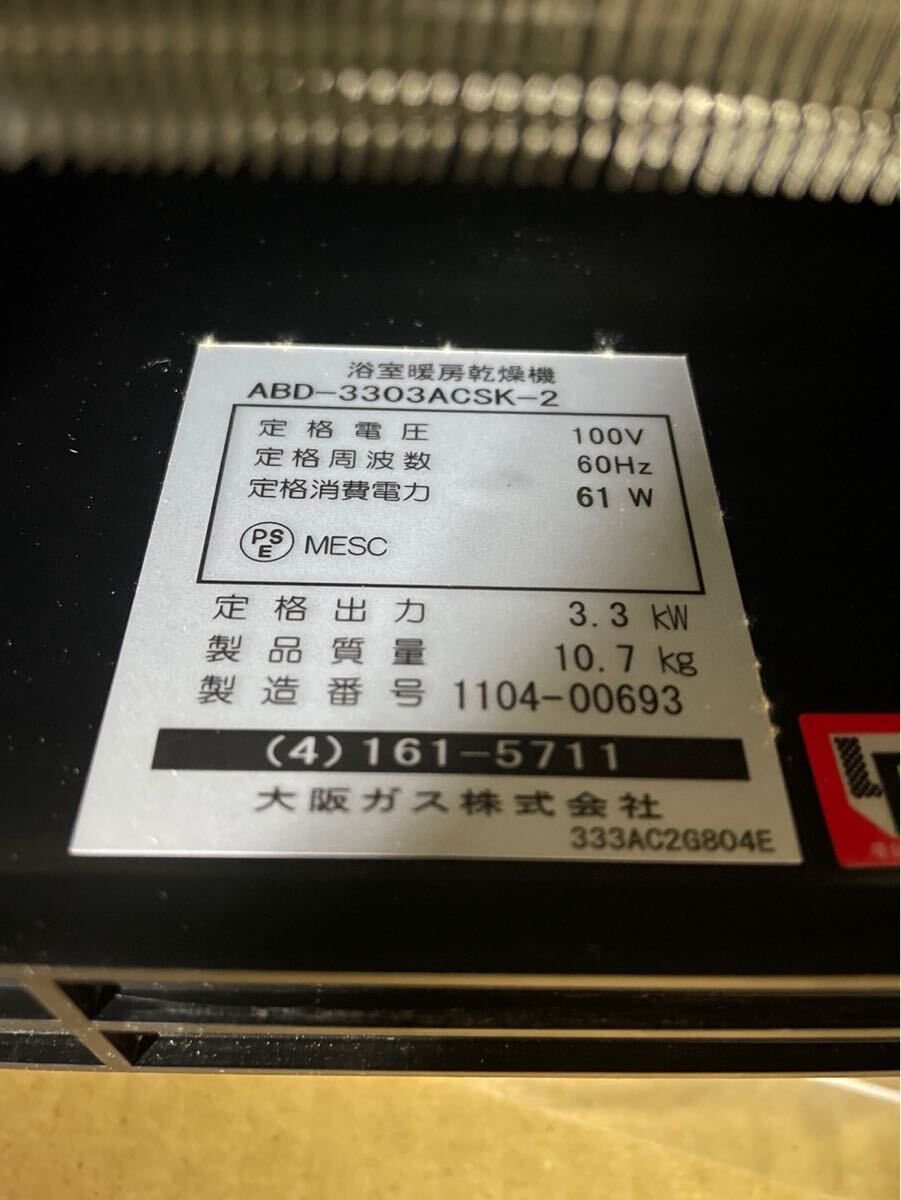 浴室暖房乾燥機
ABD-3303ACSK-2
定格電圧 100V
定格周波数 60Hz
定格消費電力 61 W
PSE MESC
定格出力 3.3 kW
製品質量 10.7 kg
製造番号 1104-00693
(4)161-5711
大阪ガス株式会社
333AC2G804E